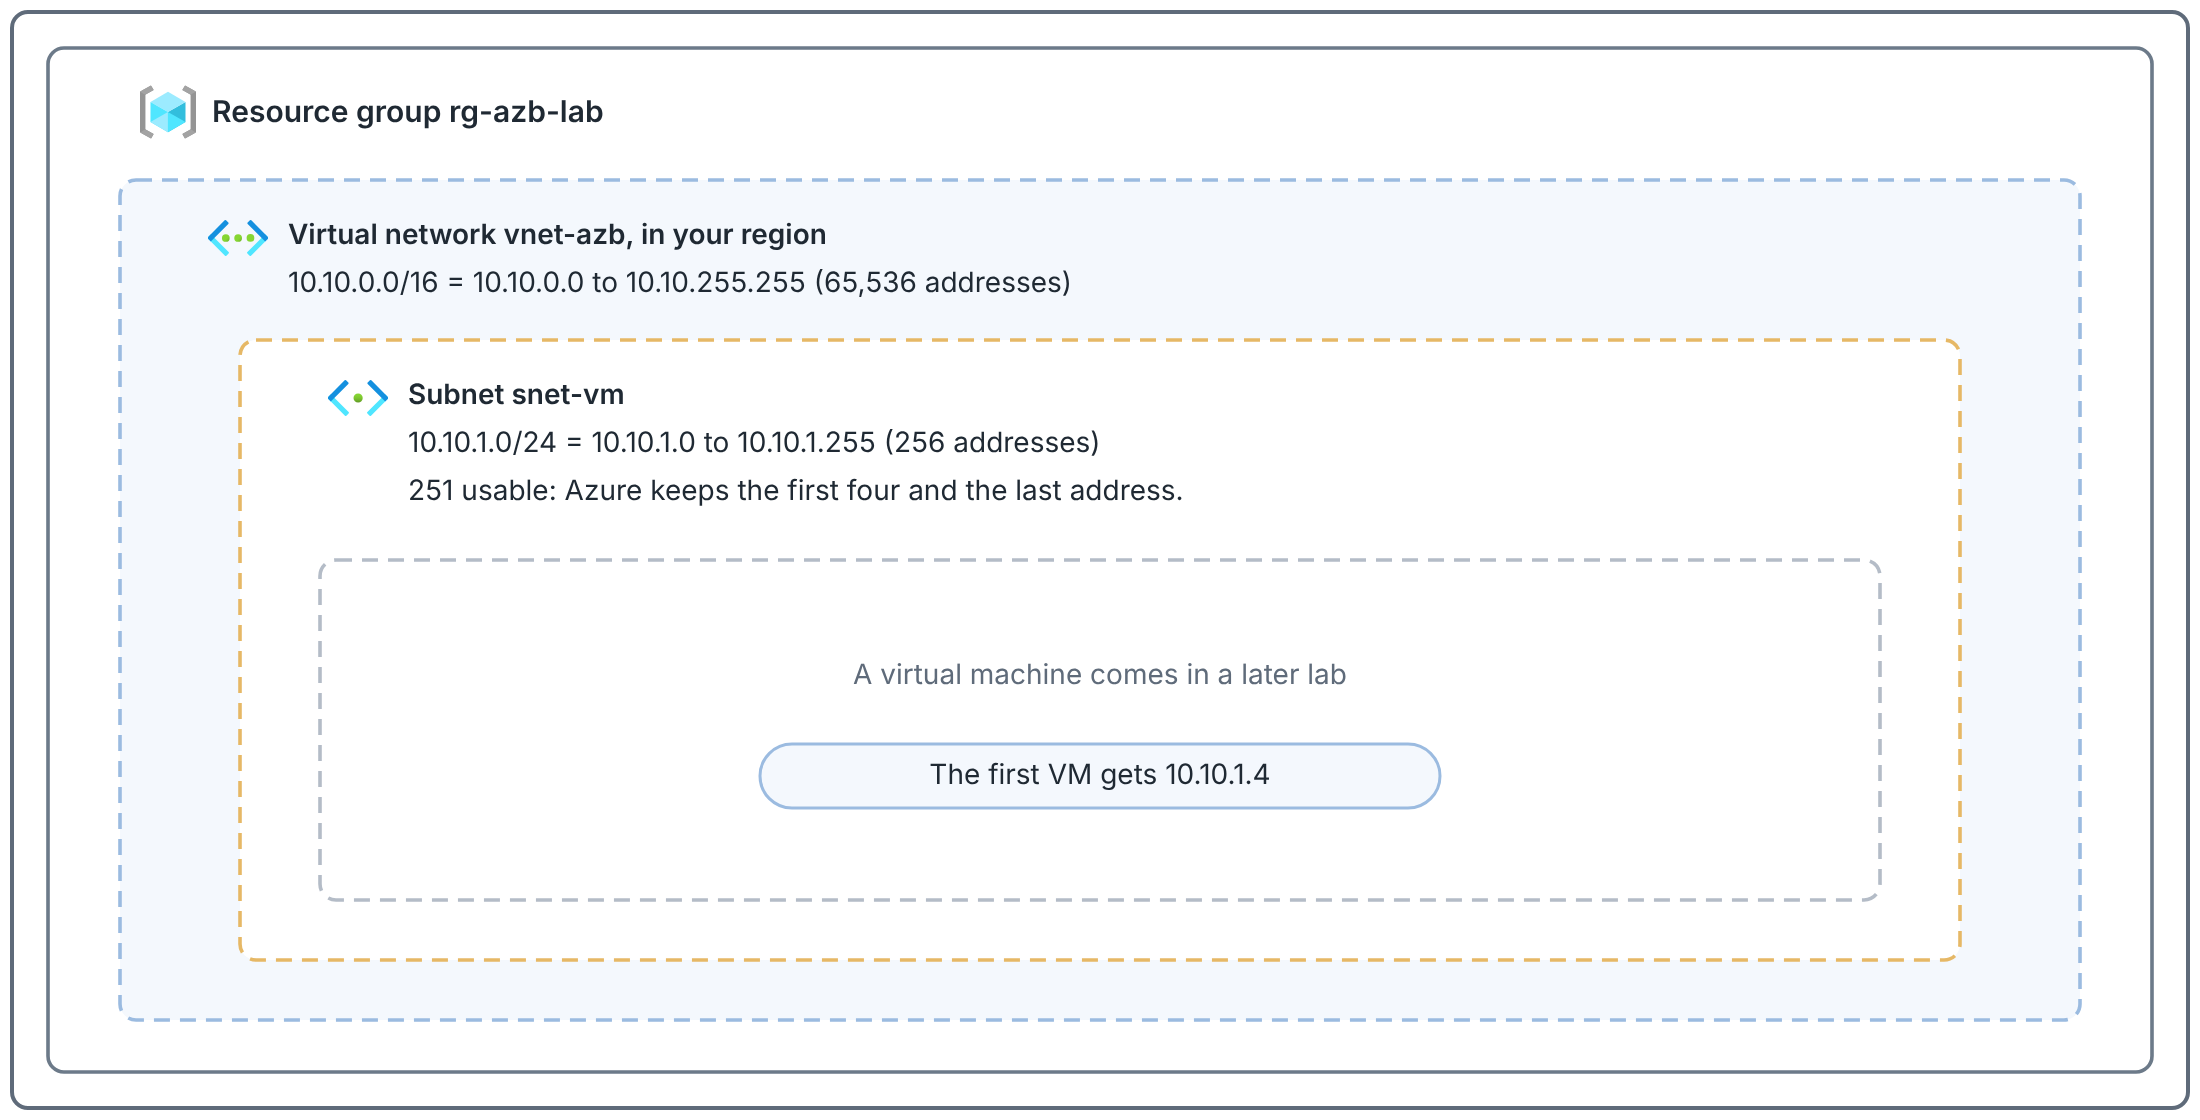 Resource group rg-azb-lab
Virtual network vnet-azb, in your region
10.10.0.0/16 = 10.10.0.0 to 10.10.255.255 (65,536 addresses)
Subnet snet-vm
10.10.1.0/24 = 10.10.1.0 to 10.10.1.255 (256 addresses)
251 usable: Azure keeps the first four and the last address.
A virtual machine comes in a later lab
The first VM gets 10.10.1.4